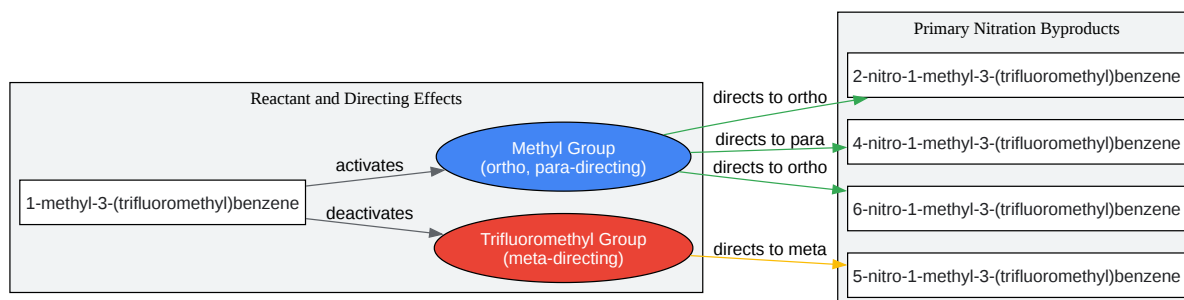 Primary Nitration Byproducts
2-nitro-1-methyl-3-(trifluoromethyl)benzene
Reactant and Directing Effects
directs to ortho
Methyl Group
(ortho, para-directing)
directs to para
4-nitro-1-methyl-3-(trifluoromethyl)benzene
activates
directs to ortho
1-methyl-3-(trifluoromethyl)benzene
6-nitro-1-methyl-3-(trifluoromethyl)benzene
deactivates
Trifluoromethyl Group
(meta-directing)
directs to meta
5-nitro-1-methyl-3-(trifluoromethyl)benzene